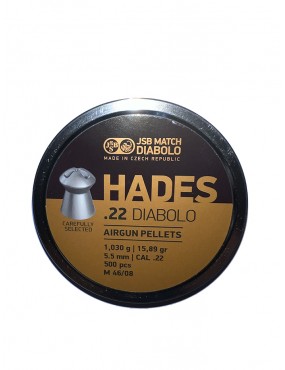 JSB
JSB MATCH
DIABOLO
MADE IN CZECH REPUBLIC
HADES
.22 DIABOLO
CAREFULLY
SELECTED
AIRGUN PELLETS
1,030 g | 15,89 gr
5.5 mm | CAL .22
500 pcs
M 46/08